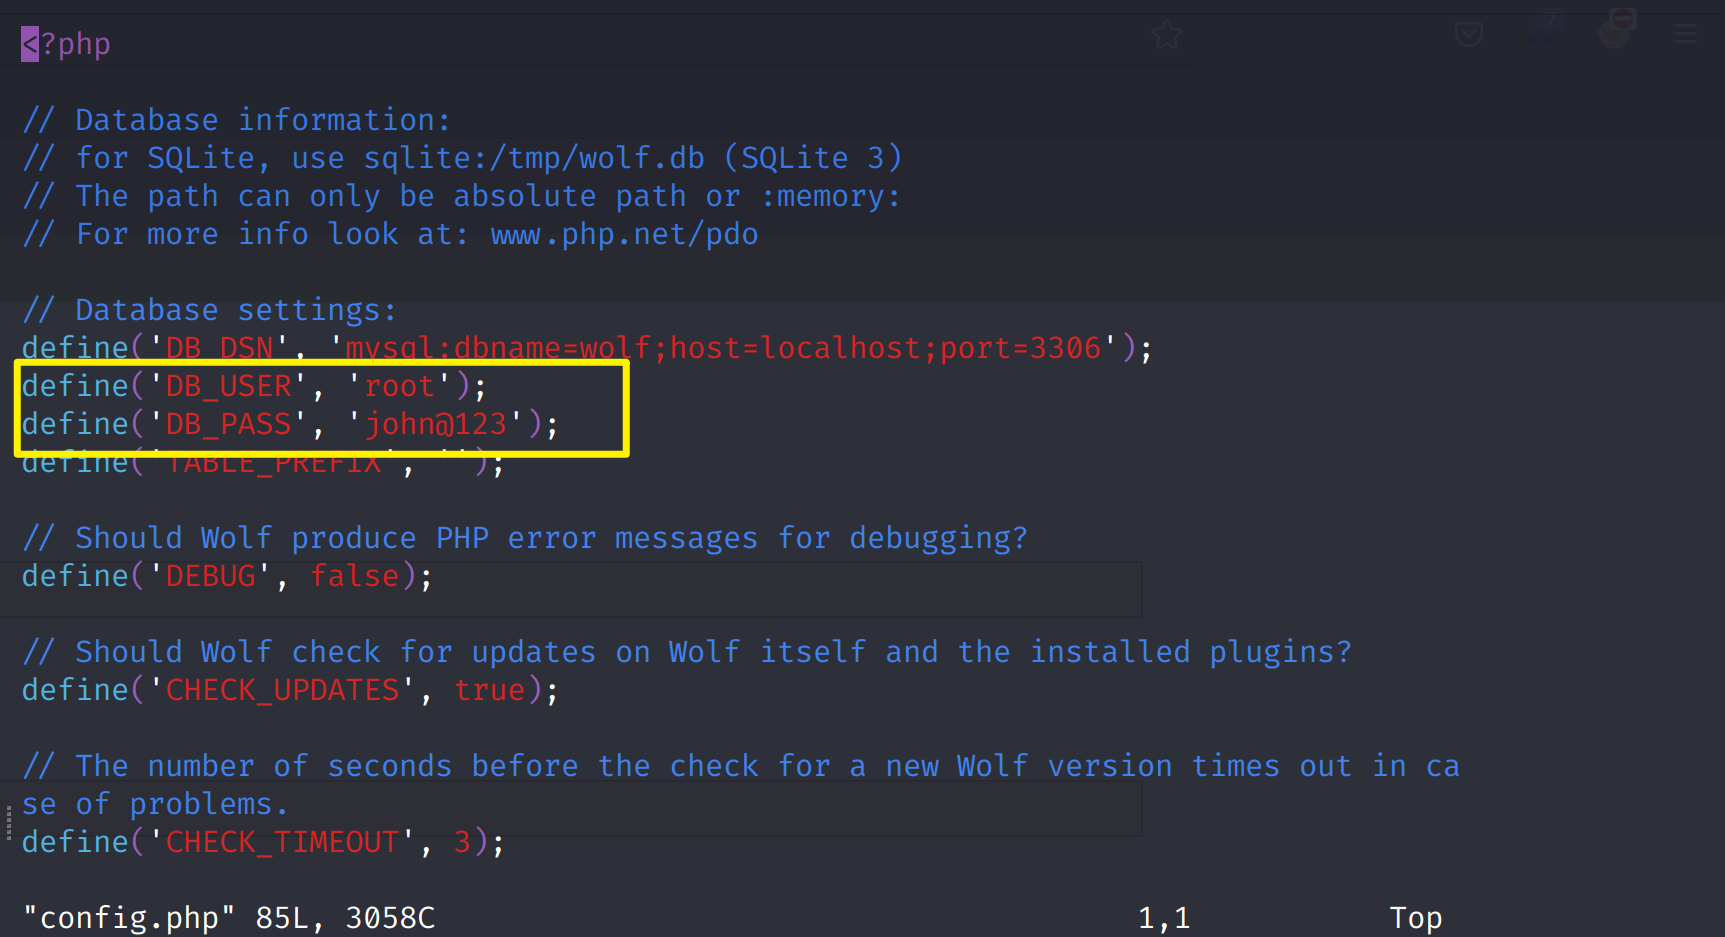 <?php
// Database information:
// for SQLite, use sqlite:/tmp/wolf.db (SQLite 3)
// The path can only be absolute path or :memory:
// For more info look at: www.php.net/pdo
// Database settings:
define('DB_DSN', 'mysql:dbname=wolf;host=localhost;port=3306');
define('DB_USER', 'root');
define('DB_PASS', 'john@123');
define('TABLE_PREFIX', '');
// Should Wolf produce PHP error messages for debugging?
define('DEBUG', false);
// Should Wolf check for updates on Wolf itself and the installed plugins?
define('CHECK_UPDATES', true);
// The number of seconds before the check for a new Wolf version times out in ca
se of problems.
define('CHECK_TIMEOUT', 3);
"config.php" 85L, 3058C 1,1 Top